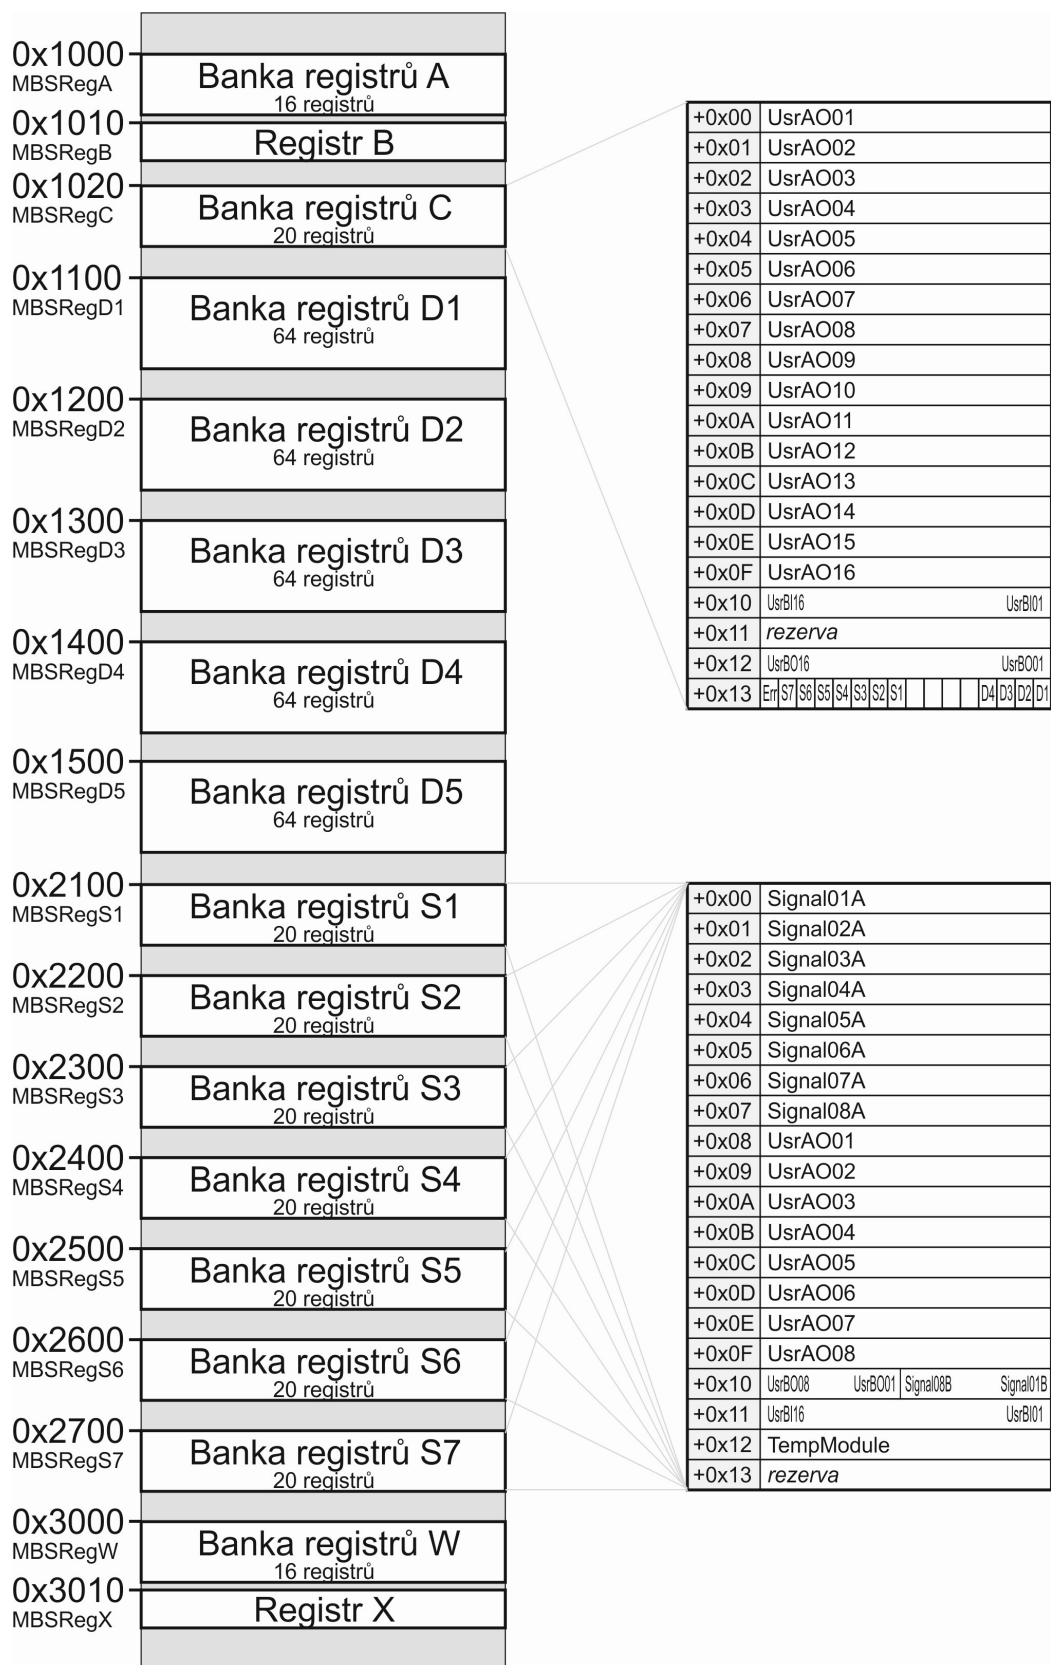 0x1000
MBSRegA
Banka registrů A
16 registrů
0x1010
MBSRegB
Registr B
0x1020
MBSRegC
Banka registrů C
20 registrů
0x1100
MBSRegD1
Banka registrů D1
64 registrů
0x1200
MBSRegD2
Banka registrů D2
64 registrů
0x1300
MBSRegD3
Banka registrů D3
64 registrů
0x1400
MBSRegD4
Banka registrů D4
64 registrů
0x1500
MBSRegD5
Banka registrů D5
64 registrů
0x2100
MBSRegS1
Banka registrů S1
20 registrů
0x2200
MBSRegS2
Banka registrů S2
20 registrů
0x2300
MBSRegS3
Banka registrů S3
20 registrů
0x2400
MBSRegS4
Banka registrů S4
20 registrů
0x2500
MBSRegS5
Banka registrů S5
20 registrů
0x2600
MBSRegS6
Banka registrů S6
20 registrů
0x2700
MBSRegS7
Banka registrů S7
20 registrů
0x3000
MBSRegW
Banka registrů W
16 registrů
0x3010
MBSRegX
Registr X
+0x00 UsrAO01
+0x01 UsrAO02
+0x02 UsrAO03
+0x03 UsrAO04
+0x04 UsrAO05
+0x05 UsrAO06
+0x06 UsrAO07
+0x07 UsrAO08
+0x08 UsrAO09
+0x09 UsrAO10
+0x0A UsrAO11
+0x0B UsrAO12
+0x0C UsrAO13
+0x0D UsrAO14
+0x0E UsrAO15
+0x0F UsrAO16
+0x10 UsrBI16 UsrBI01
+0x11 rezerva
+0x12 UsrBO16 UsrBO01
+0x13 Err S7 S6 S5 S4 S3 S2 S1 D4 D3 D2 D1
+0x00 Signal01A
+0x01 Signal02A
+0x02 Signal03A
+0x03 Signal04A
+0x04 Signal05A
+0x05 Signal06A
+0x06 Signal07A
+0x07 Signal08A
+0x08 UsrAO01
+0x09 UsrAO02
+0x0A UsrAO03
+0x0B UsrAO04
+0x0C UsrAO05
+0x0D UsrAO06
+0x0E UsrAO07
+0x0F UsrAO08
+0x10 UsrBO08 UsrBO01 Signal08B Signal01B
+0x11 UsrBI16 UsrBI01
+0x12 TempModule
+0x13 rezerva